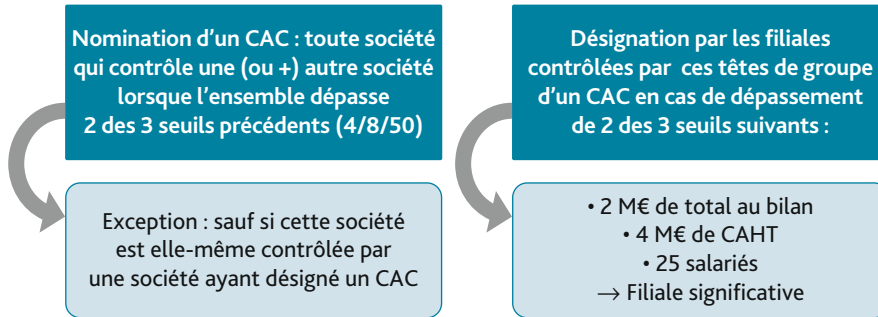 Nomination d'un CAC : toute société
qui contrôle une (ou +) autre société
lorsque l'ensemble dépasse
2 des 3 seuils précédents (4/8/50)
Exception : sauf si cette société
est elle-même contrôlée par
une société ayant désigné un CAC
Désignation par les filiales
contrôlées par ces têtes de groupe
d'un CAC en cas de dépassement
de 2 des 3 seuils suivants :
• 2 M€ de total au bilan
• 4 M€ de CAHT
• 25 salariés
→ Filiale significative